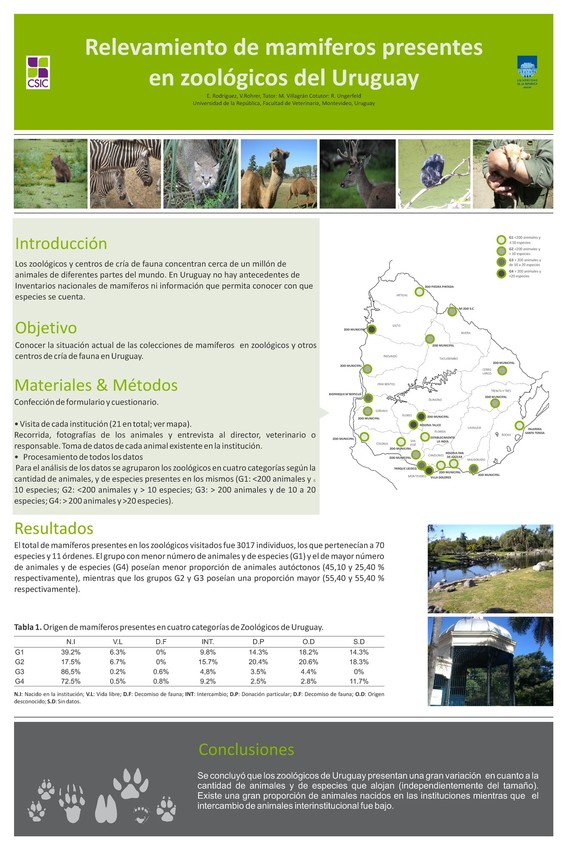 Relevamiento de mamiferos presentes
en zoológicos del Uruguay
E. Rodriguez, V.Rohrer, Tutor: M. Villagrán Cotutor: R. Ungerfeld
Universidad de la República, Facultad de Veterinaria, Montevideo, Uruguay
CSIC
Introducción
Los zoológicos y centros de cría de fauna concentran cerca de un millón de
animales de diferentes partes del mundo. En Uruguay no hay antecedentes de
Inventarios nacionales de mamíferos ni información que permita conocer con que
especies se cuenta.
Objetivo
Conocer la situación actual de las colecciones de mamíferos en zoológicos y otros
centros de cría de fauna en Uruguay.
Materiales & Métodos
Confección de formulario y cuestionario.
• Visita de cada institución (21 en total; ver mapa).
Recorrida, fotografías de los animales y entrevista al director, veterinario o
responsable. Toma de datos de cada animal existente en la institución.
• Procesamiento de todos los datos
Para el análisis de los datos se agruparon los zoológicos en cuatro categorías según la
cantidad de animales, y de especies presentes en los mismos (G1: <200 animales y ≤
10 especies; G2: <200 animales y > 10 especies; G3: > 200 animales y de 10 a 20
especies; G4: > 200 animales y >20 especies).
Resultados
El total de mamíferos presentes en los zoológicos visitados fue 3017 individuos, los que pertenecían a 70
especies y 11 órdenes. El grupo con menor número de animales y de especies (G1) y el de mayor número
de animales y de especies (G4) poseían menor proporción de animales autóctonos (45,10 y 25,40 %
respectivamente), mientras que los grupos G2 y G3 poseían una proporción mayor (55,40 y 55,40 %
respectivamente).
Tabla 1. Origen de mamíferos presentes en cuatro categorías de Zoológicos de Uruguay.
N.I V.L D.F INT. D.P O.D S.D
G1 39.2% 6.3% 0% 9.8% 14.3% 18.2% 14.3%
G2 17.5% 6.7% 0% 15.7% 20.4% 20.6% 18.3%
G3 86,5% 0.2% 0.6% 4,8% 3.5% 4.4% 0%
G4 72.5% 0.5% 0.8% 9.2% 2.5% 2.8% 11.7%
N.I: Nacido en la institución; V.L: Vida libre; D.F: Decomiso de fauna; INT: Intercambio; D.P: Donación particular; D.F: Decomiso de fauna; O.D: Origen
desconocido; S.D: Sin datos.
Conclusiones
Se concluyó que los zoológicos de Uruguay presentan una gran variación en cuanto a la
cantidad de animales y de especies que alojan (independientemente del tamaño).
Existe una gran proporción de animales nacidos en las instituciones mientras que el
intercambio de animales interinstitucional fue bajo.